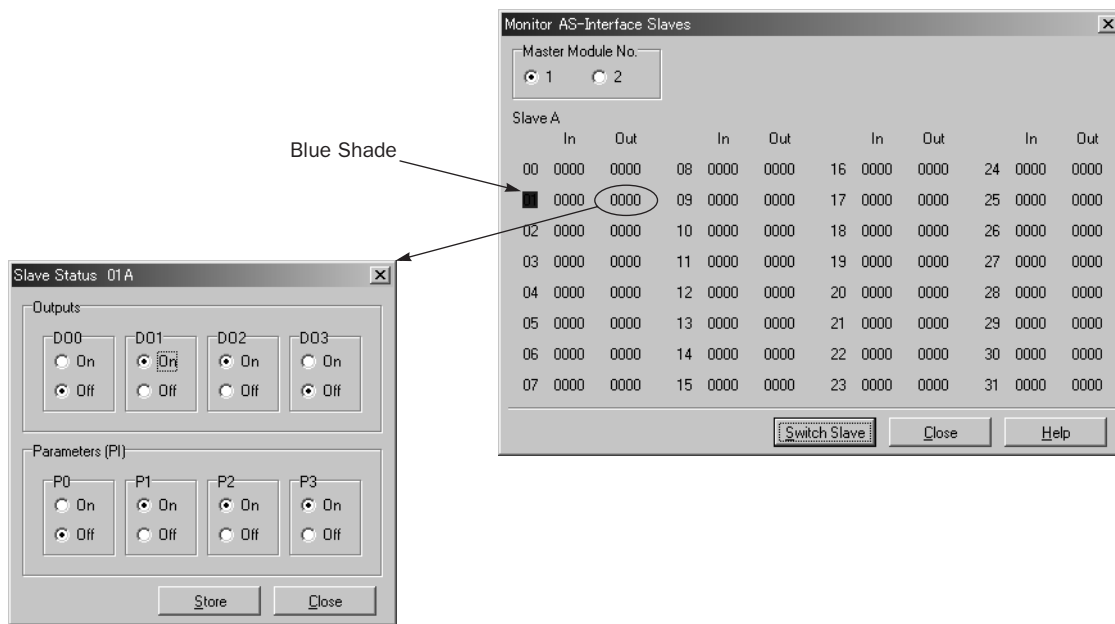 Monitor AS-Interface Slaves
Master Module No.
1 2
Slave A
In Out In Out In Out In Out
00 0000 0000 08 0000 0000 16 0000 0000 24 0000 0000
01 0000 0000 09 0000 0000 17 0000 0000 25 0000 0000
02 0000 0000 10 0000 0000 18 0000 0000 26 0000 0000
03 0000 0000 11 0000 0000 19 0000 0000 27 0000 0000
04 0000 0000 12 0000 0000 20 0000 0000 28 0000 0000
05 0000 0000 13 0000 0000 21 0000 0000 29 0000 0000
06 0000 0000 14 0000 0000 22 0000 0000 30 0000 0000
07 0000 0000 15 0000 0000 23 0000 0000 31 0000 0000
Switch Slave Close Help
Blue Shade
Slave Status 01A
Outputs
DO0 DO1 DO2 DO3
On On On On
Off Off Off Off
Parameters (PI)
P0 P1 P2 P3
On On On On
Off Off Off Off
Store Close